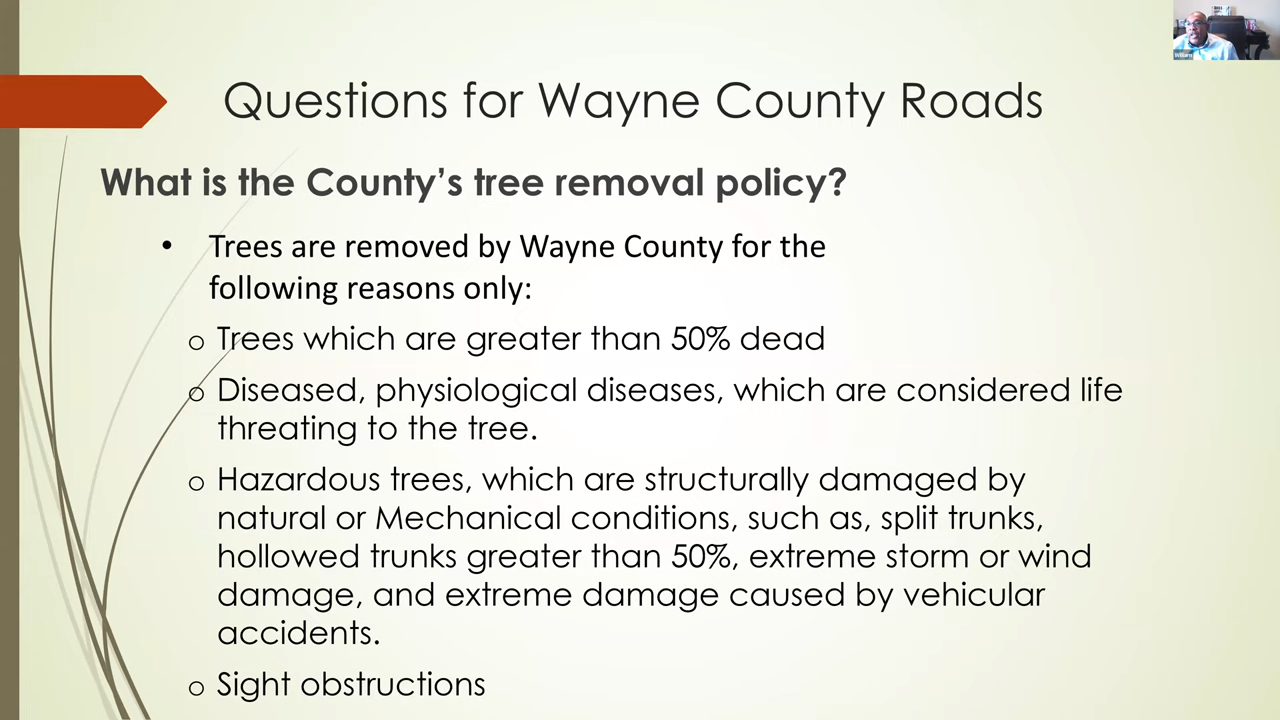 Questions for Wayne County Roads
What is the County’s tree removal policy?
• Trees are removed by Wayne County for the
following reasons only:
o Trees which are greater than 50% dead
o Diseased, physiological diseases, which are considered life
threating to the tree.
o Hazardous trees, which are structurally damaged by
natural or Mechanical conditions, such as, split trunks,
hollowed trunks greater than 50%, extreme storm or wind
damage, and extreme damage caused by vehicular
accidents.
o Sight obstructions